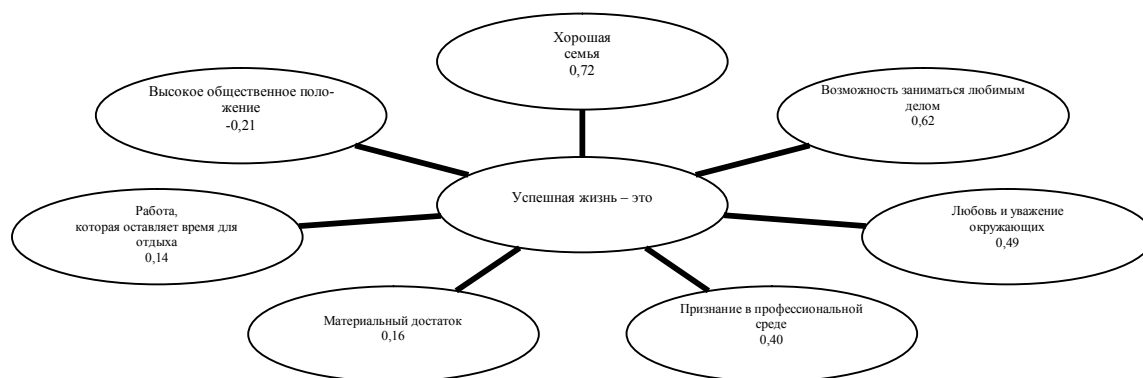 Хорошая
семья
0,72
Высокое общественное поло-
жение
-0,21
Возможность заниматься любимым
делом
0,62
Успешная жизнь – это
Работа,
которая оставляет время для
отдыха
0,14
Любовь и уважение
окружающих
0,49
Материальный достаток
0,16
Признание в профессиональной
среде
0,40